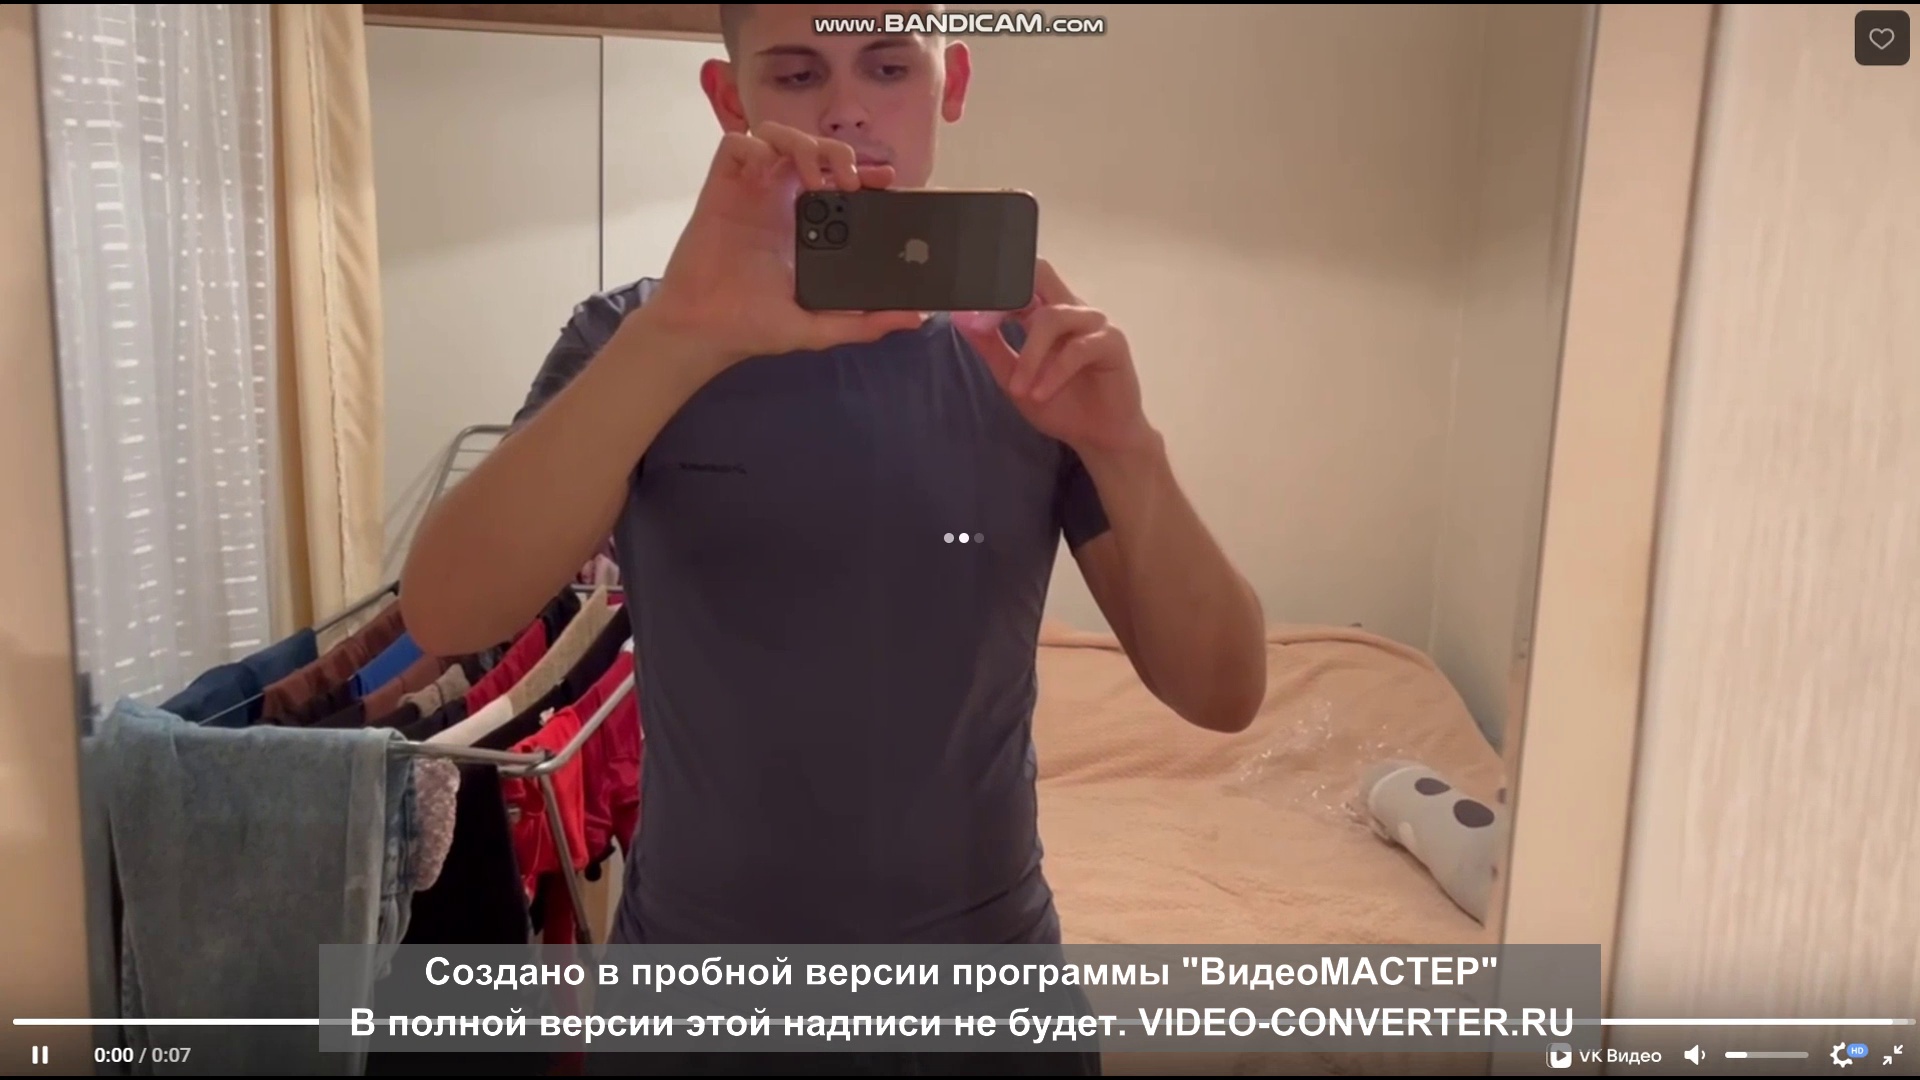 www.BANDICAM.com
Создано в пробной версии программы "ВидеоМАСТЕР"
В полной версии этой надписи не будет. VIDEO-CONVERTER.RU
0:00 / 0:07
VK Видео
HD